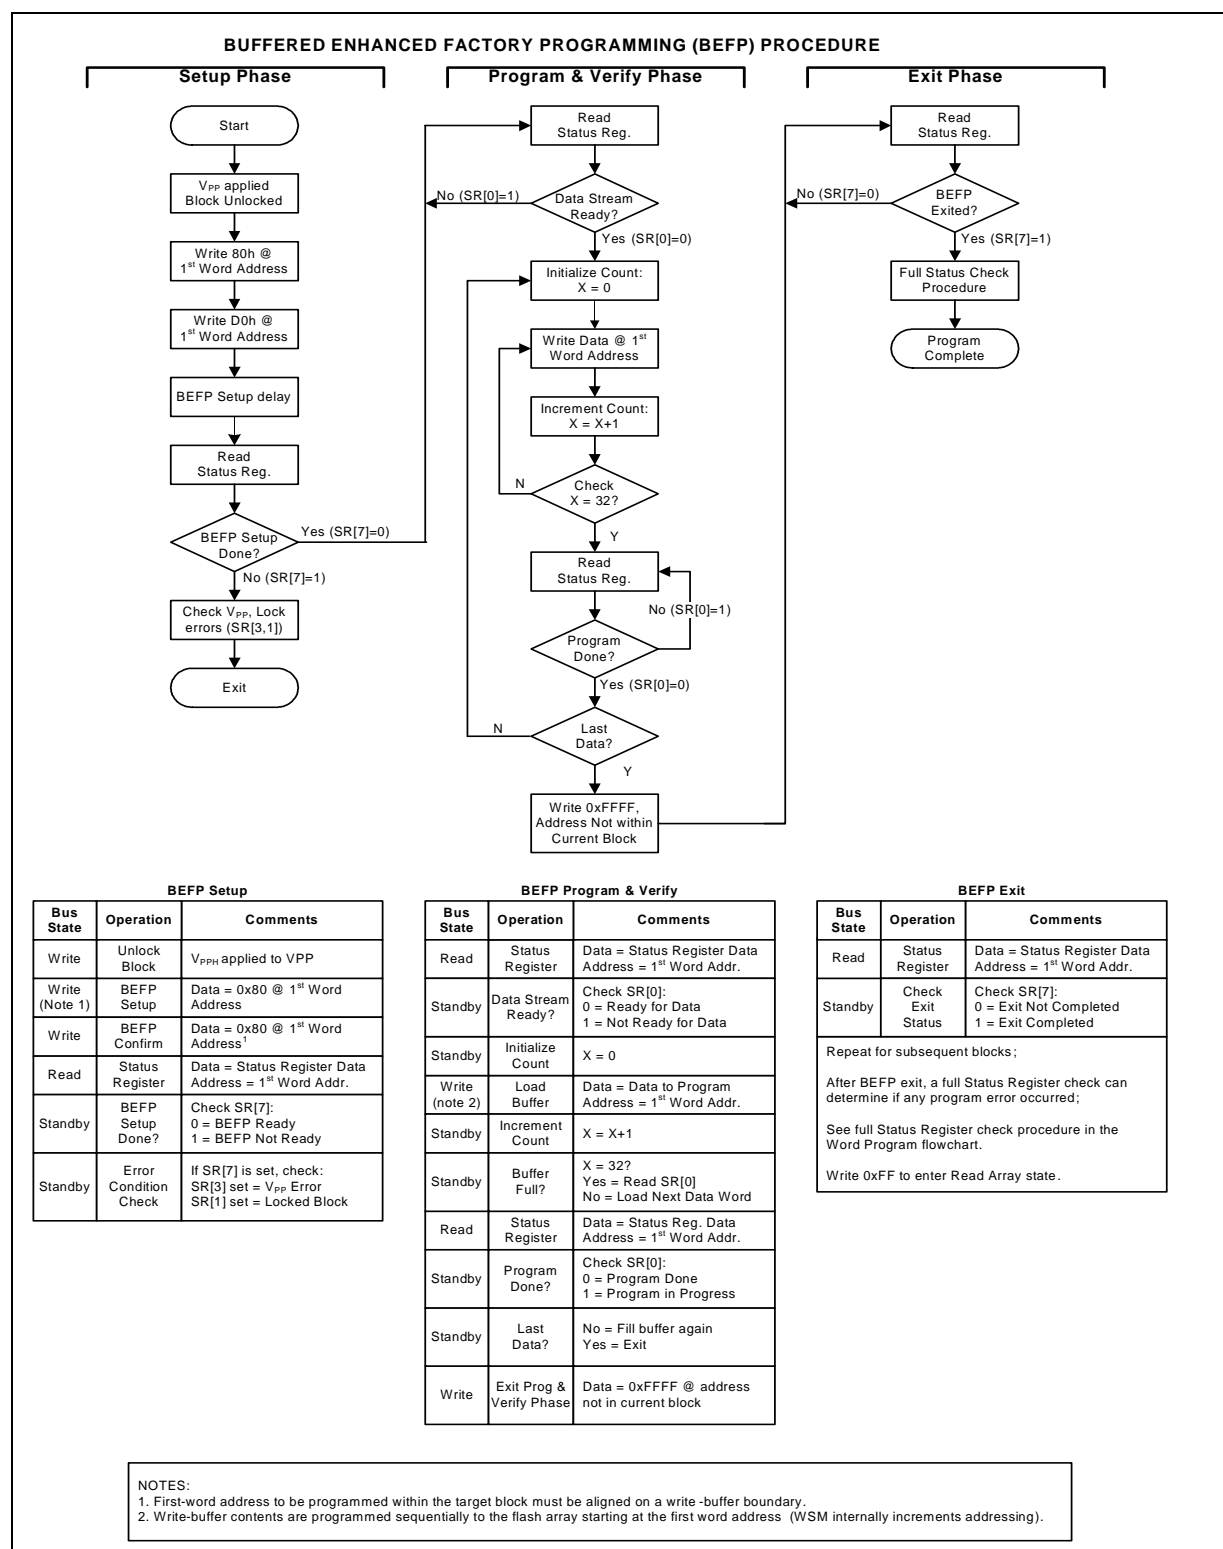 BUFFERED ENHANCED FACTORY PROGRAMMING (BEFP) PROCEDURE
Setup Phase
Start
V_PP applied
Block Unlocked
Write 80h @
1st Word Address
Write D0h @
1st Word Address
BEFP Setup delay
Read
Status Reg.
BEFP Setup
Done?
Yes (SR[7]=0)
No (SR[7]=1)
Check V_PP, Lock
errors (SR[3,1])
Exit
Program & Verify Phase
Read
Status Reg.
No (SR[0]=1)
Data Stream
Ready?
Yes (SR[0]=0)
Initialize Count:
X = 0
Write Data @ 1st
Word Address
Increment Count:
X = X+1
N
Check
X = 32?
Y
Read
Status Reg.
No (SR[0]=1)
Program
Done?
Yes (SR[0]=0)
N
Last
Data?
Y
Write 0xFFFF,
Address Not within
Current Block
Exit Phase
Read
Status Reg.
No (SR[7]=0)
BEFP
Exited?
Yes (SR[7]=1)
Full Status Check
Procedure
Program
Complete
BEFP Setup
Bus State Operation Comments
Write Unlock Block V_PPH applied to VPP
Write (Note 1) BEFP Setup Data = 0x80 @ 1st Word Address
Write BEFP Confirm Data = 0x80 @ 1st Word Address1
Read Status Register Data = Status Register Data Address = 1st Word Addr.
Standby BEFP Setup Done? Check SR[7]:
0 = BEFP Ready
1 = BEFP Not Ready
Standby Error Condition Check If SR[7] is set, check:
SR[3] set = V_PP Error
SR[1] set = Locked Block
BEFP Program & Verify
Bus State Operation Comments
Read Status Register Data = Status Register Data Address = 1st Word Addr.
Standby Data Stream Ready? Check SR[0]:
0 = Ready for Data
1 = Not Ready for Data
Standby Initialize Count X = 0
Write (note 2) Load Buffer Data = Data to Program Address = 1st Word Addr.
Standby Increment Count X = X+1
Standby Buffer Full? X = 32?
Yes = Read SR[0]
No = Load Next Data Word
Read Status Register Data = Status Reg. Data Address = 1st Word Addr.
Standby Program Done? Check SR[0]:
0 = Program Done
1 = Program in Progress
Standby Last Data? No = Fill buffer again
Yes = Exit
Write Exit Prog & Verify Phase Data = 0xFFFF @ address not in current block
BEFP Exit
Bus State Operation Comments
Read Status Register Data = Status Register Data Address = 1st Word Addr.
Standby Check Exit Status Check SR[7]:
0 = Exit Not Completed
1 = Exit Completed
Repeat for subsequent blocks;
After BEFP exit, a full Status Register check can
determine if any program error occurred;
See full Status Register check procedure in the
Word Program flowchart.
Write 0xFF to enter Read Array state.
NOTES:
1. First-word address to be programmed within the target block must be aligned on a write -buffer boundary.
2. Write-buffer contents are programmed sequentially to the flash array starting at the first word address (WSM internally increments addressing).